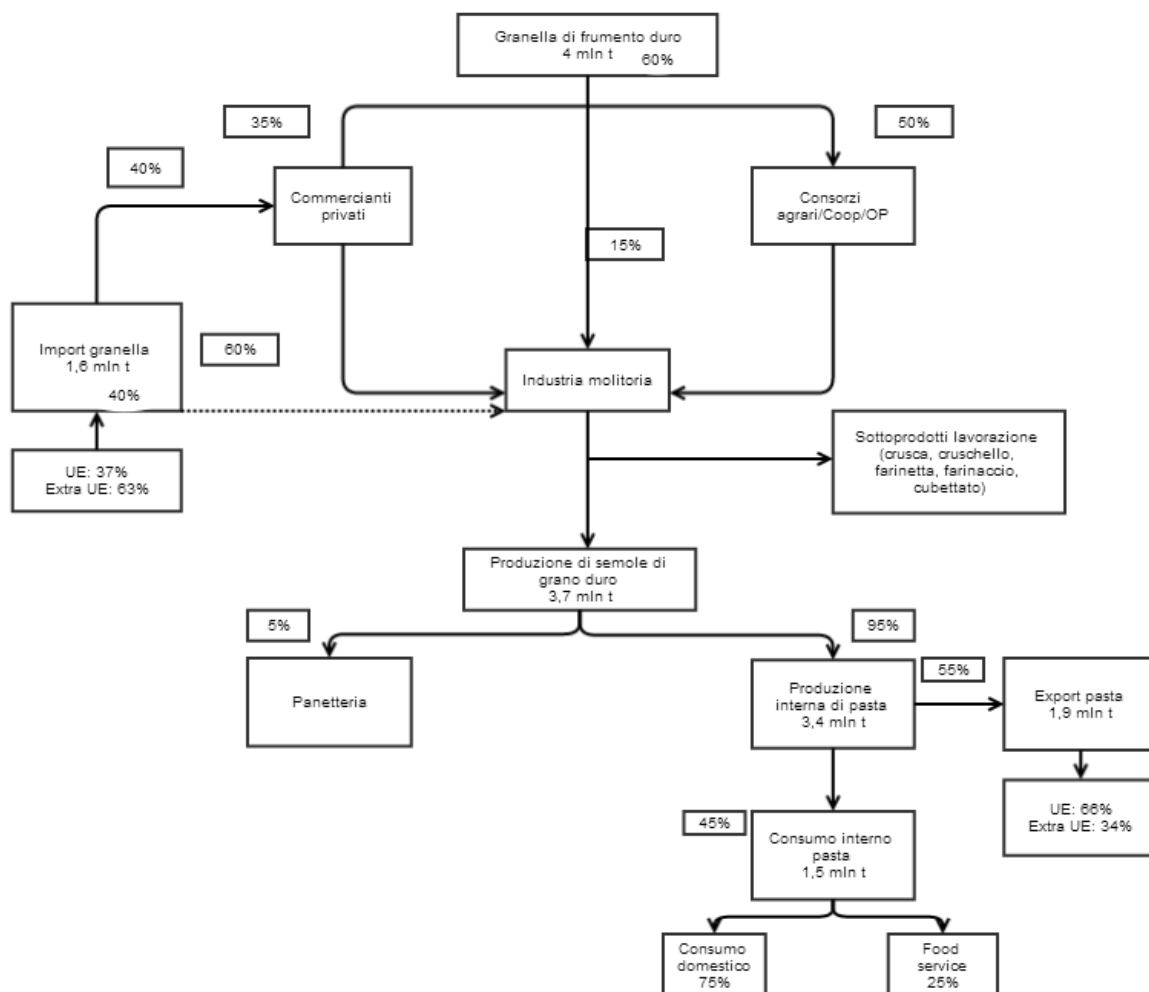 Granella di frumento duro
4 mln t 60%
35%
50%
40%
Commercianti
privati
Consorzi
agrari/Coop/OP
15%
Import granella
1,6 mln t
40%
60%
Industria molitoria
UE: 37%
Extra UE: 63%
Sottoprodotti lavorazione
(crusca, cruschello,
farinetta, farinaccio,
cubettato)
Produzione di semole di
grano duro
3,7 mln t
5%
95%
Panetteria
Produzione
interna di pasta
3,4 mln t
55%
Export pasta
1,9 mln t
UE: 66%
Extra UE: 34%
45%
Consumo interno
pasta
1,5 mln t
Consumo
domestico
75%
Food
service
25%